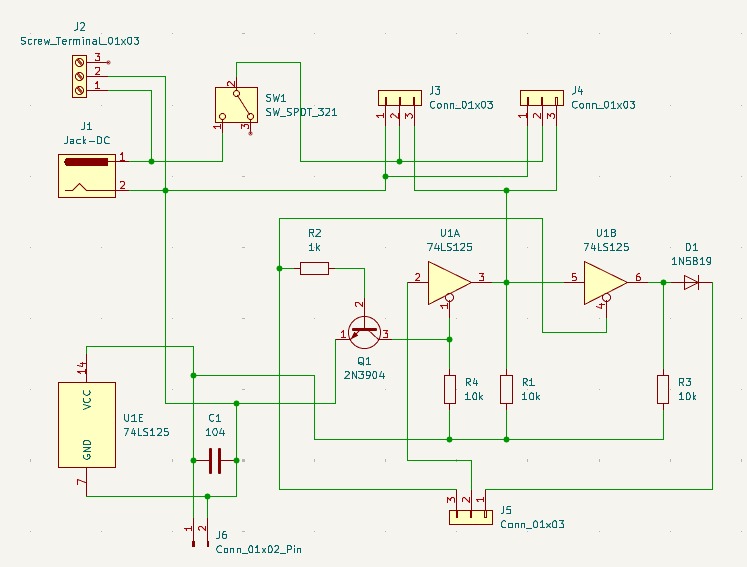 J2
Screw_Terminal_01x03
3
2
1
J1
Jack-DC
1
2
2
SW1
SW_SPDT_321
1
3
J3
Conn_01x03
1
2
3
J4
Conn_01x03
1
2
3
R2
1k
U1A
74LS125
2
3
1
U1B
74LS125
5
6
4
D1
1N5819
2
1
3
Q1
2N3904
R4
10k
R1
10k
R3
10k
14
VCC
GND
7
U1E
74LS125
C1
104
3
2
1
J5
Conn_01x03
1
2
J6
Conn_01x02_Pin